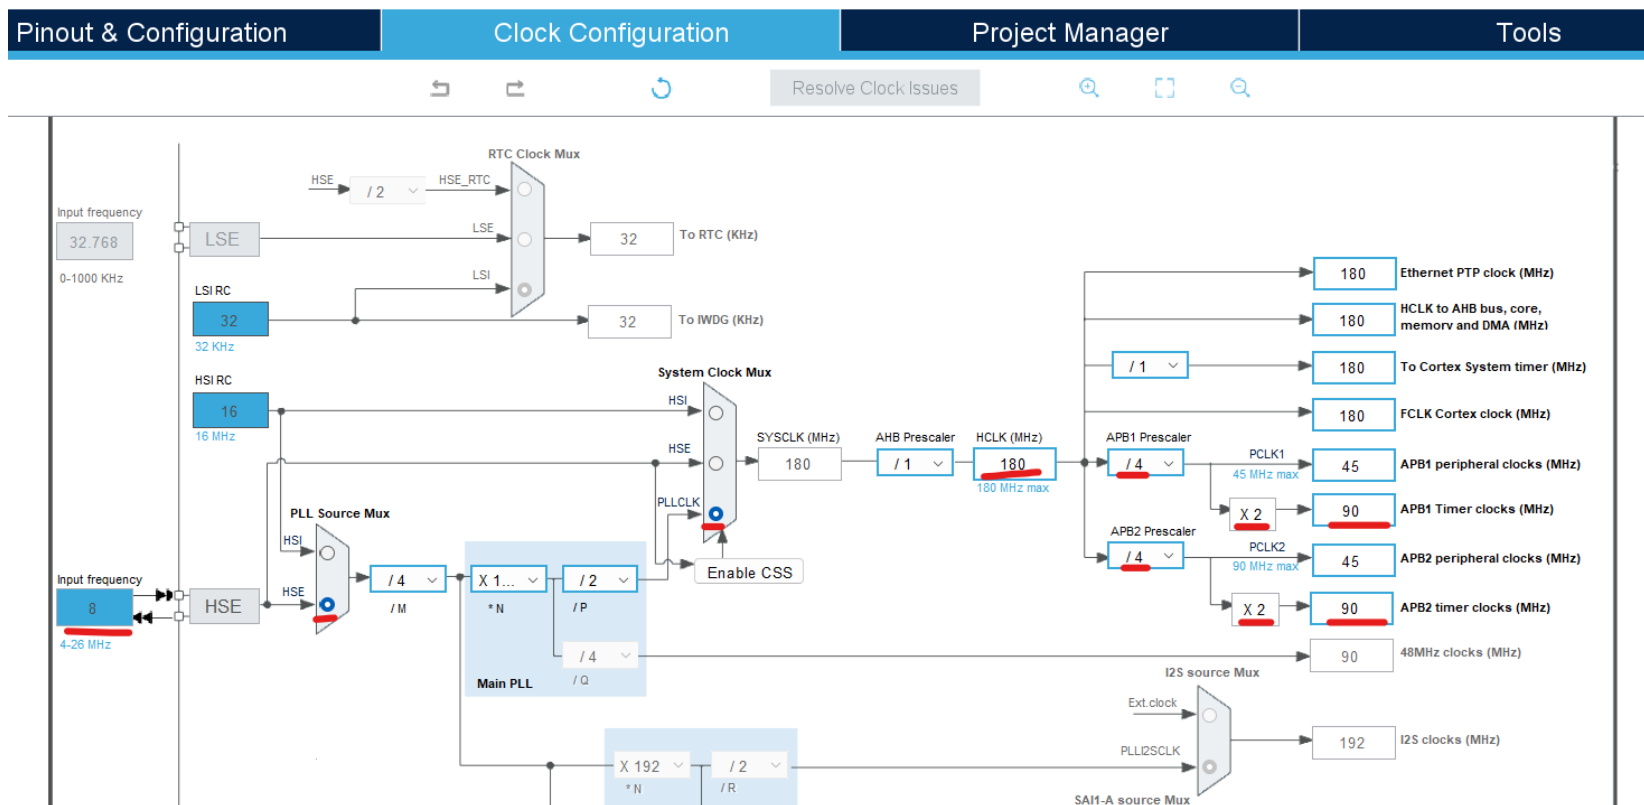 Pinout & Configuration
Clock Configuration
Project Manager
Tools
Resolve Clock Issues
RTC Clock Mux
HSE
/ 2
HSE_RTC
Input frequency
32.768
0-1000 KHz
LSE
LSE
32
To RTC (KHz)
LSI
LSI RC
32
32 KHz
32
To IWDG (KHz)
HSI RC
16
16 MHz
System Clock Mux
HSI
HSE
PLLCLK
SYSCLK (MHz)
180
AHB Prescaler
/ 1
HCLK (MHz)
180
180 MHz max
180
Ethernet PTP clock (MHz)
180
HCLK to AHB bus, core,
memory and DMA (MHz)
/ 1
180
To Cortex System timer (MHz)
180
FCLK Cortex clock (MHz)
APB1 Prescaler
/ 4
PCLK1
45 MHz max
45
APB1 peripheral clocks (MHz)
X 2
90
APB1 Timer clocks (MHz)
APB2 Prescaler
/ 4
PCLK2
90 MHz max
45
APB2 peripheral clocks (MHz)
X 2
90
APB2 timer clocks (MHz)
Enable CSS
PLL Source Mux
HSI
HSE
Input frequency
8
4-26 MHz
HSE
/ 4
/ M
X 1...
* N
/ 2
/ P
/ 4
/ Q
Main PLL
90
48MHz clocks (MHz)
I2S source Mux
Ext.clock
PLLI2SCLK
192
I2S clocks (MHz)
X 192
* N
/ 2
/ R
SAI1-A source Mux